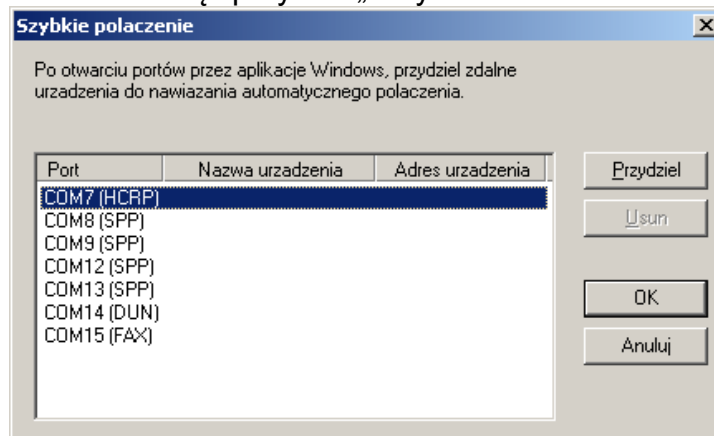 Szybkie polaczenie
Po otwarciu portów przez aplikacje Windows, przydziel zdalne
urzadzenia do nawiazania automatycznego polaczenia.
Port Nazwa urzadzenia Adres urzadzenia Przydziel
COM7 (HCRP)
COM8 (SPP) Usun
COM9 (SPP)
COM12 (SPP)
COM13 (SPP) OK
COM14 (DUN)
COM15 (FAX) Anuluj